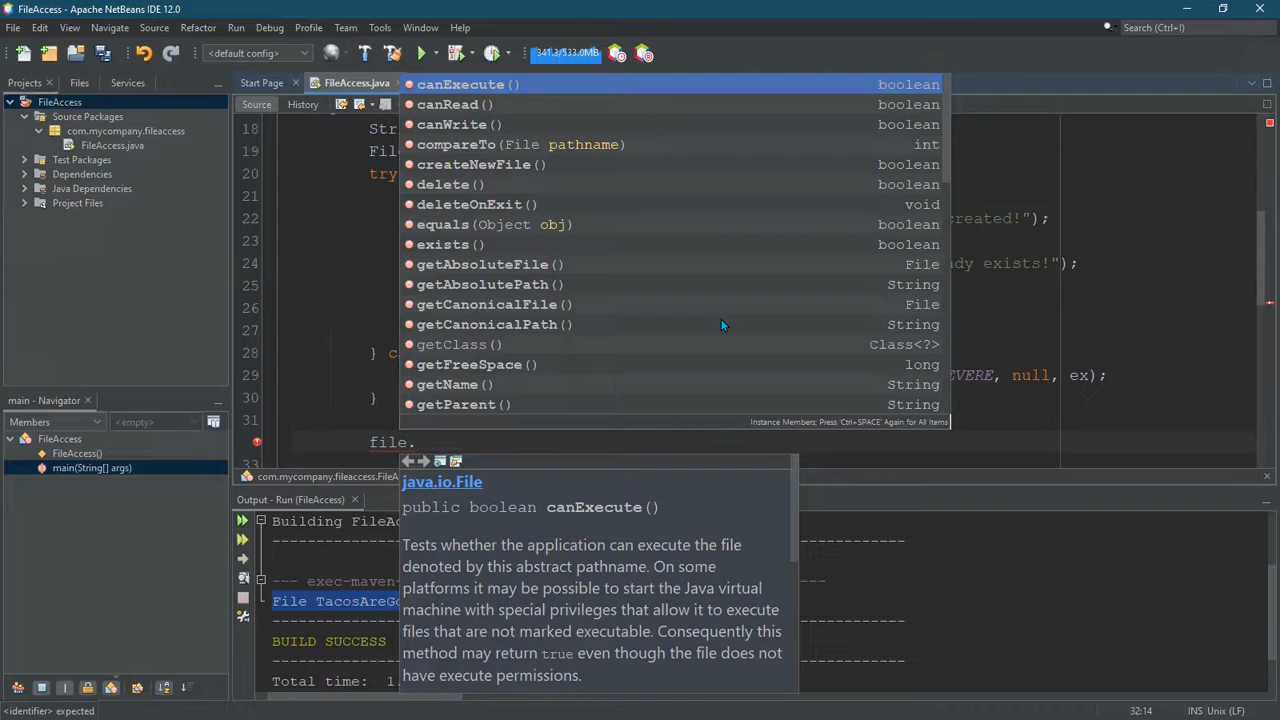 FileAccess - Apache NetBeans IDE 12.0
File Edit View Navigate Source Refactor Run Debug Profile Team Tools Window Help
Search (Ctrl+I)
<default config>
341.3/533.0MB
Projects Files Services
Start Page FileAccess.java
FileAccess
Source Packages
com.mycompany.fileaccess
FileAccess.java
Test Packages
Dependencies
Java Dependencies
Project Files
Source History
18 Str
19 Fil
20 try
21
22 created!");
23
24 dy exists!");
25
26
27
28 } c
29 EVERE, null, ex);
30 }
31
file.
33
canExecute() boolean
canRead() boolean
canWrite() boolean
compareTo(File pathname) int
createNewFile() boolean
delete() boolean
deleteOnExit() void
equals(Object obj) boolean
exists() boolean
getAbsoluteFile() File
getAbsolutePath() String
getCanonicalFile() File
getCanonicalPath() String
getClass() Class<?>
getFreeSpace() long
getName() String
getParent() String
Instance Members; Press 'Ctrl+SPACE' Again for All Items
main - Navigator
Members <empty>
FileAccess
FileAccess()
main(String[] args)
com.mycompany.fileaccess.FileA
java.io.File
public boolean canExecute()
Tests whether the application can execute the file
denoted by this abstract pathname. On some
platforms it may be possible to start the Java virtual
machine with special privileges that allow it to execute
files that are not marked executable. Consequently this
method may return true even though the file does not
have execute permissions.
Output - Run (FileAccess)
Building FileAc
--- exec-maven-
File TacosAreGo
BUILD SUCCESS
Total time: 1.
<identifier> expected
32:14 INS Unix (LF)